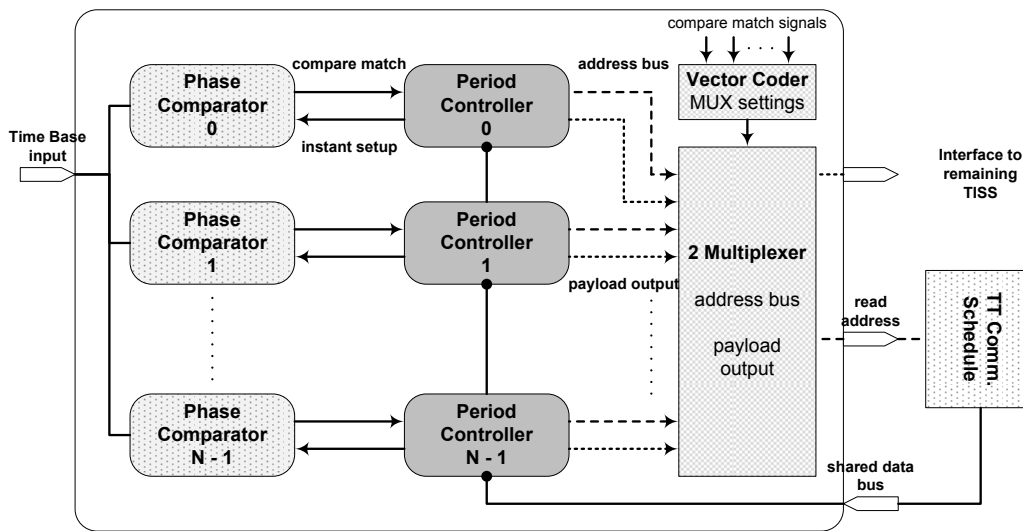 compare match signals
Phase
Comparator
0
compare match
instant setup
Period
Controller
0
address bus
Vector Coder
MUX settings
Time Base
input
Interface to
remaining
TISS
Phase
Comparator
1
Period
Controller
1
payload output
2 Multiplexer
address bus
payload
output
read
address
TT Comm.
Schedule
Phase
Comparator
N - 1
Period
Controller
N - 1
shared data
bus